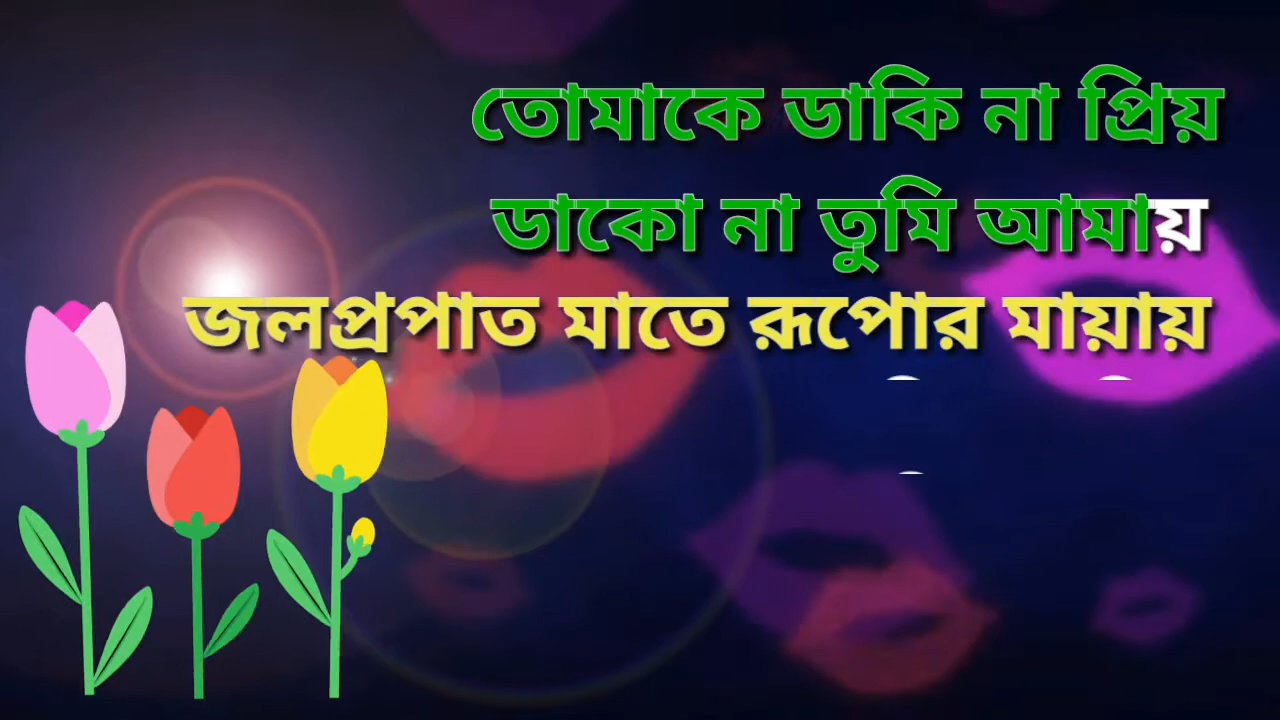 তোমাকে ডাকি না প্রিয়
ডাকো না তুমি আমায়
জলপ্রপাত মাতে রূপোর মায়ায়